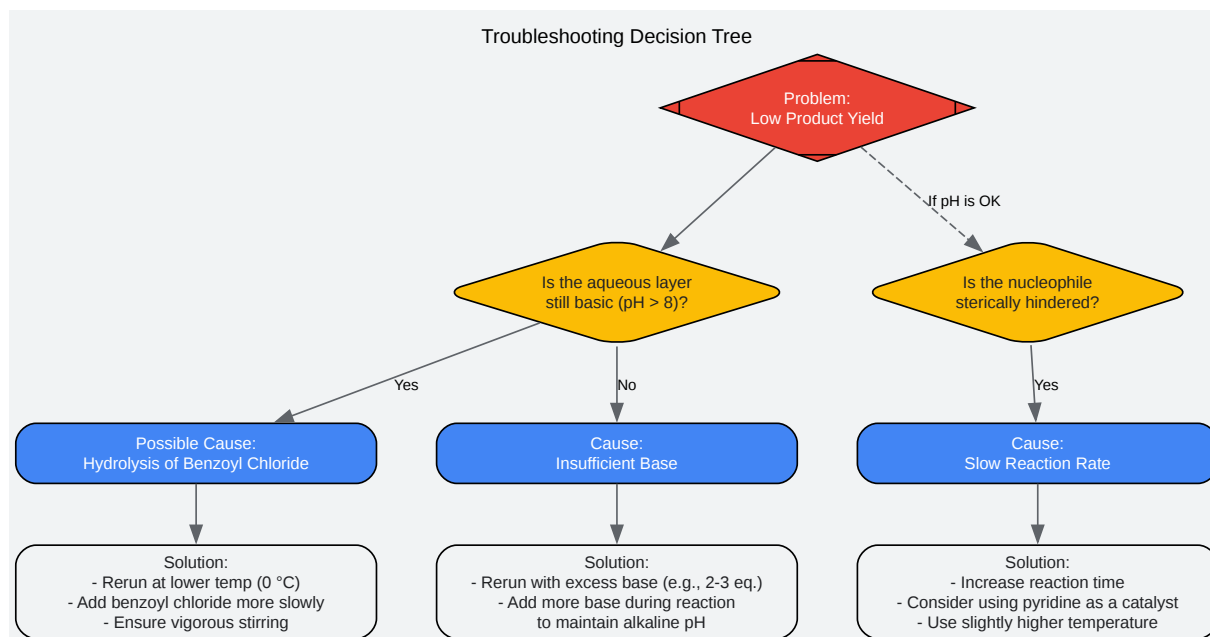 Troubleshooting Decision Tree
Problem:
Low Product Yield
If pH is OK
Is the aqueous layer
still basic (pH > 8)?
Is the nucleophile
sterically hindered?
Yes
No
Yes
Possible Cause:
Hydrolysis of Benzoyl Chloride
Cause:
Insufficient Base
Cause:
Slow Reaction Rate
Solution:
- Rerun at lower temp (0 °C)
- Add benzoyl chloride more slowly
- Ensure vigorous stirring
Solution:
- Rerun with excess base (e.g., 2-3 eq.)
- Add more base during reaction
to maintain alkaline pH
Solution:
- Increase reaction time
- Consider using pyridine as a catalyst
- Use slightly higher temperature